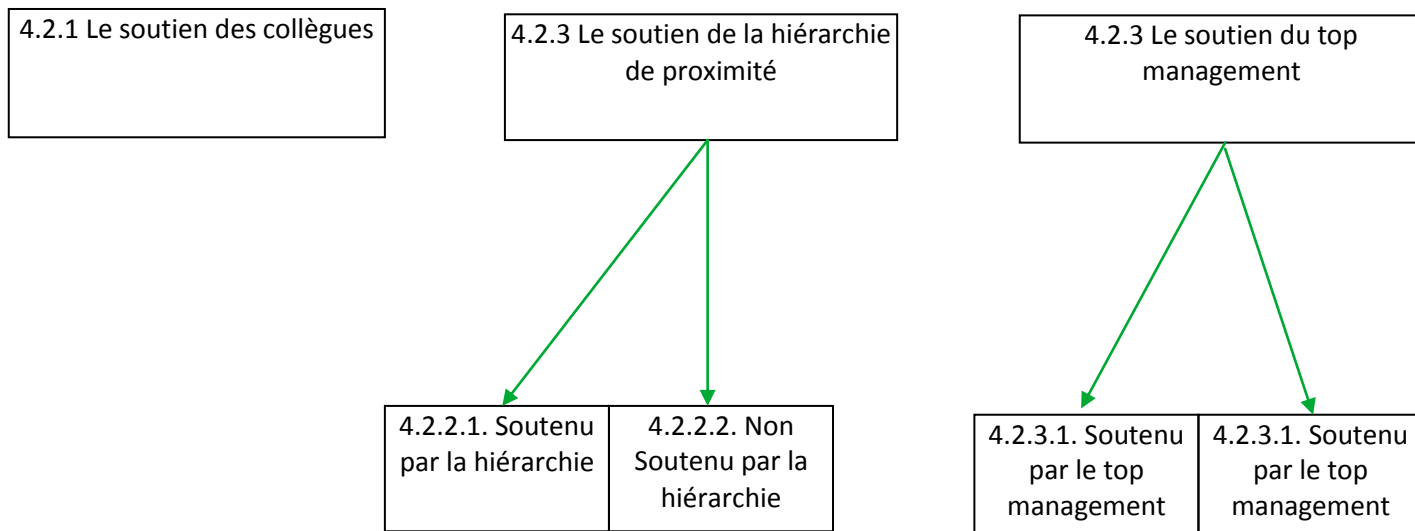 4.2.1 Le soutien des collègues
4.2.3 Le soutien de la hiérarchie
de proximité
4.2.3 Le soutien du top
management
4.2.2.1. Soutenu
par la hiérarchie
4.2.2.2. Non
Soutenu par la
hiérarchie
4.2.3.1. Soutenu
par le top
management
4.2.3.1. Soutenu
par le top
management